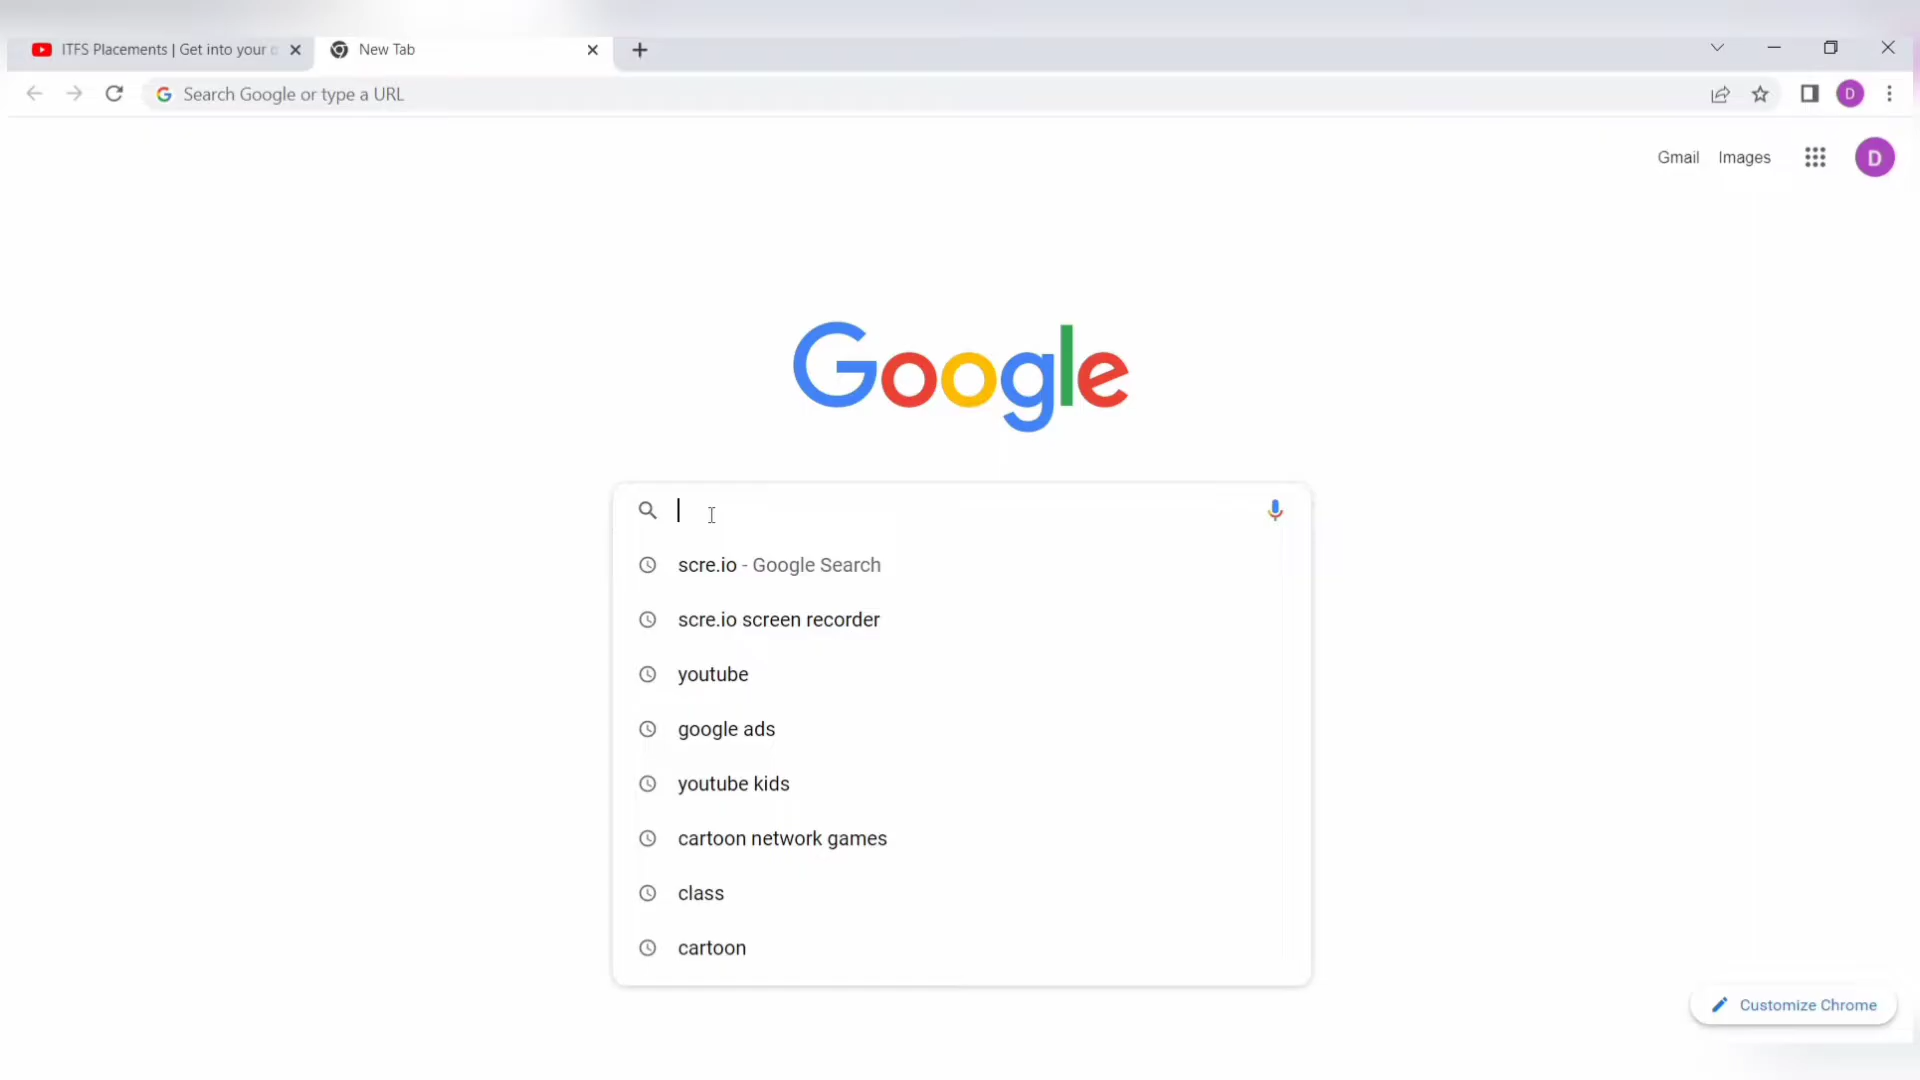 ITFS Placements | Get into your
New Tab
Search Google or type a URL
D
Gmail
Images
D
Google
scre.io - Google Search
scre.io screen recorder
youtube
google ads
youtube kids
cartoon network games
class
cartoon
Customize Chrome